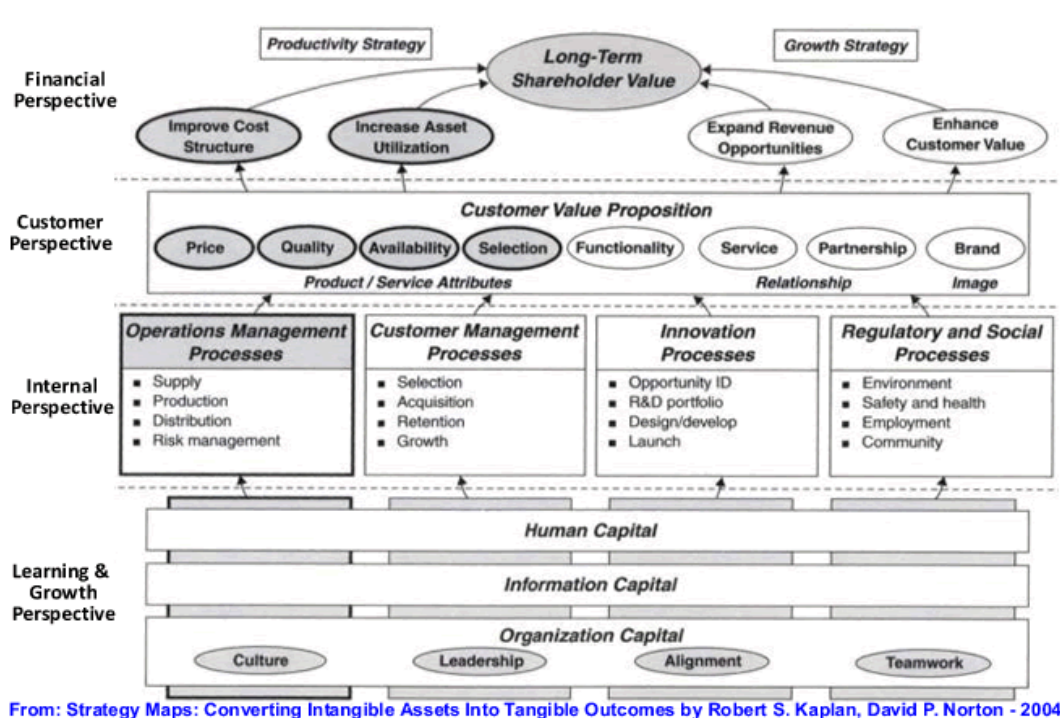 Productivity Strategy
Growth Strategy
Long-Term
Shareholder Value
Financial
Perspective
Improve Cost
Structure
Increase Asset
Utilization
Expand Revenue
Opportunities
Enhance
Customer Value
Customer
Perspective
Customer Value Proposition
Price
Quality
Availability
Selection
Functionality
Service
Partnership
Brand
Product / Service Attributes
Relationship
Image
Internal
Perspective
Operations Management
Processes
▪ Supply
▪ Production
▪ Distribution
▪ Risk management
Customer Management
Processes
▪ Selection
▪ Acquisition
▪ Retention
▪ Growth
Innovation
Processes
▪ Opportunity ID
▪ R&D portfolio
▪ Design/develop
▪ Launch
Regulatory and Social
Processes
▪ Environment
▪ Safety and health
▪ Employment
▪ Community
Learning &
Growth
Perspective
Human Capital
Information Capital
Organization Capital
Culture
Leadership
Alignment
Teamwork
From: Strategy Maps: Converting Intangible Assets Into Tangible Outcomes by Robert S. Kaplan, David P. Norton - 2004